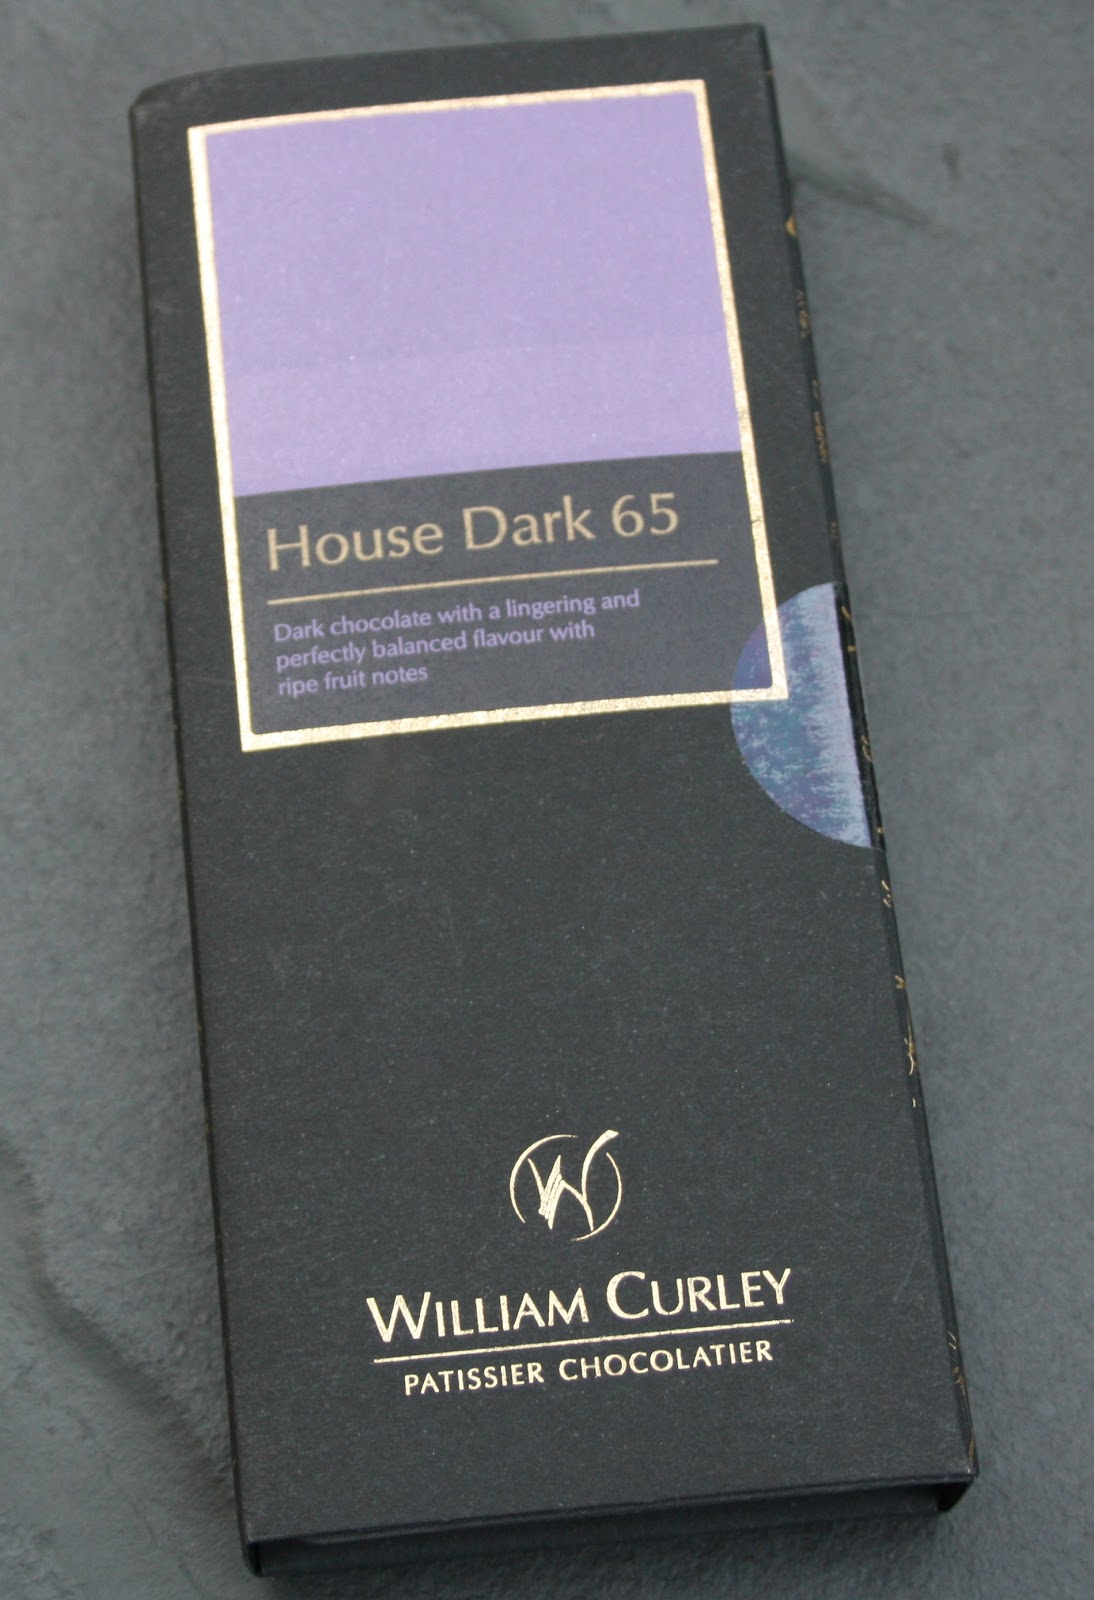 House Dark 65
Dark chocolate with a lingering and
perfectly balanced flavour with
ripe fruit notes
W
WILLIAM CURLEY
PATISSIER CHOCOLATIER